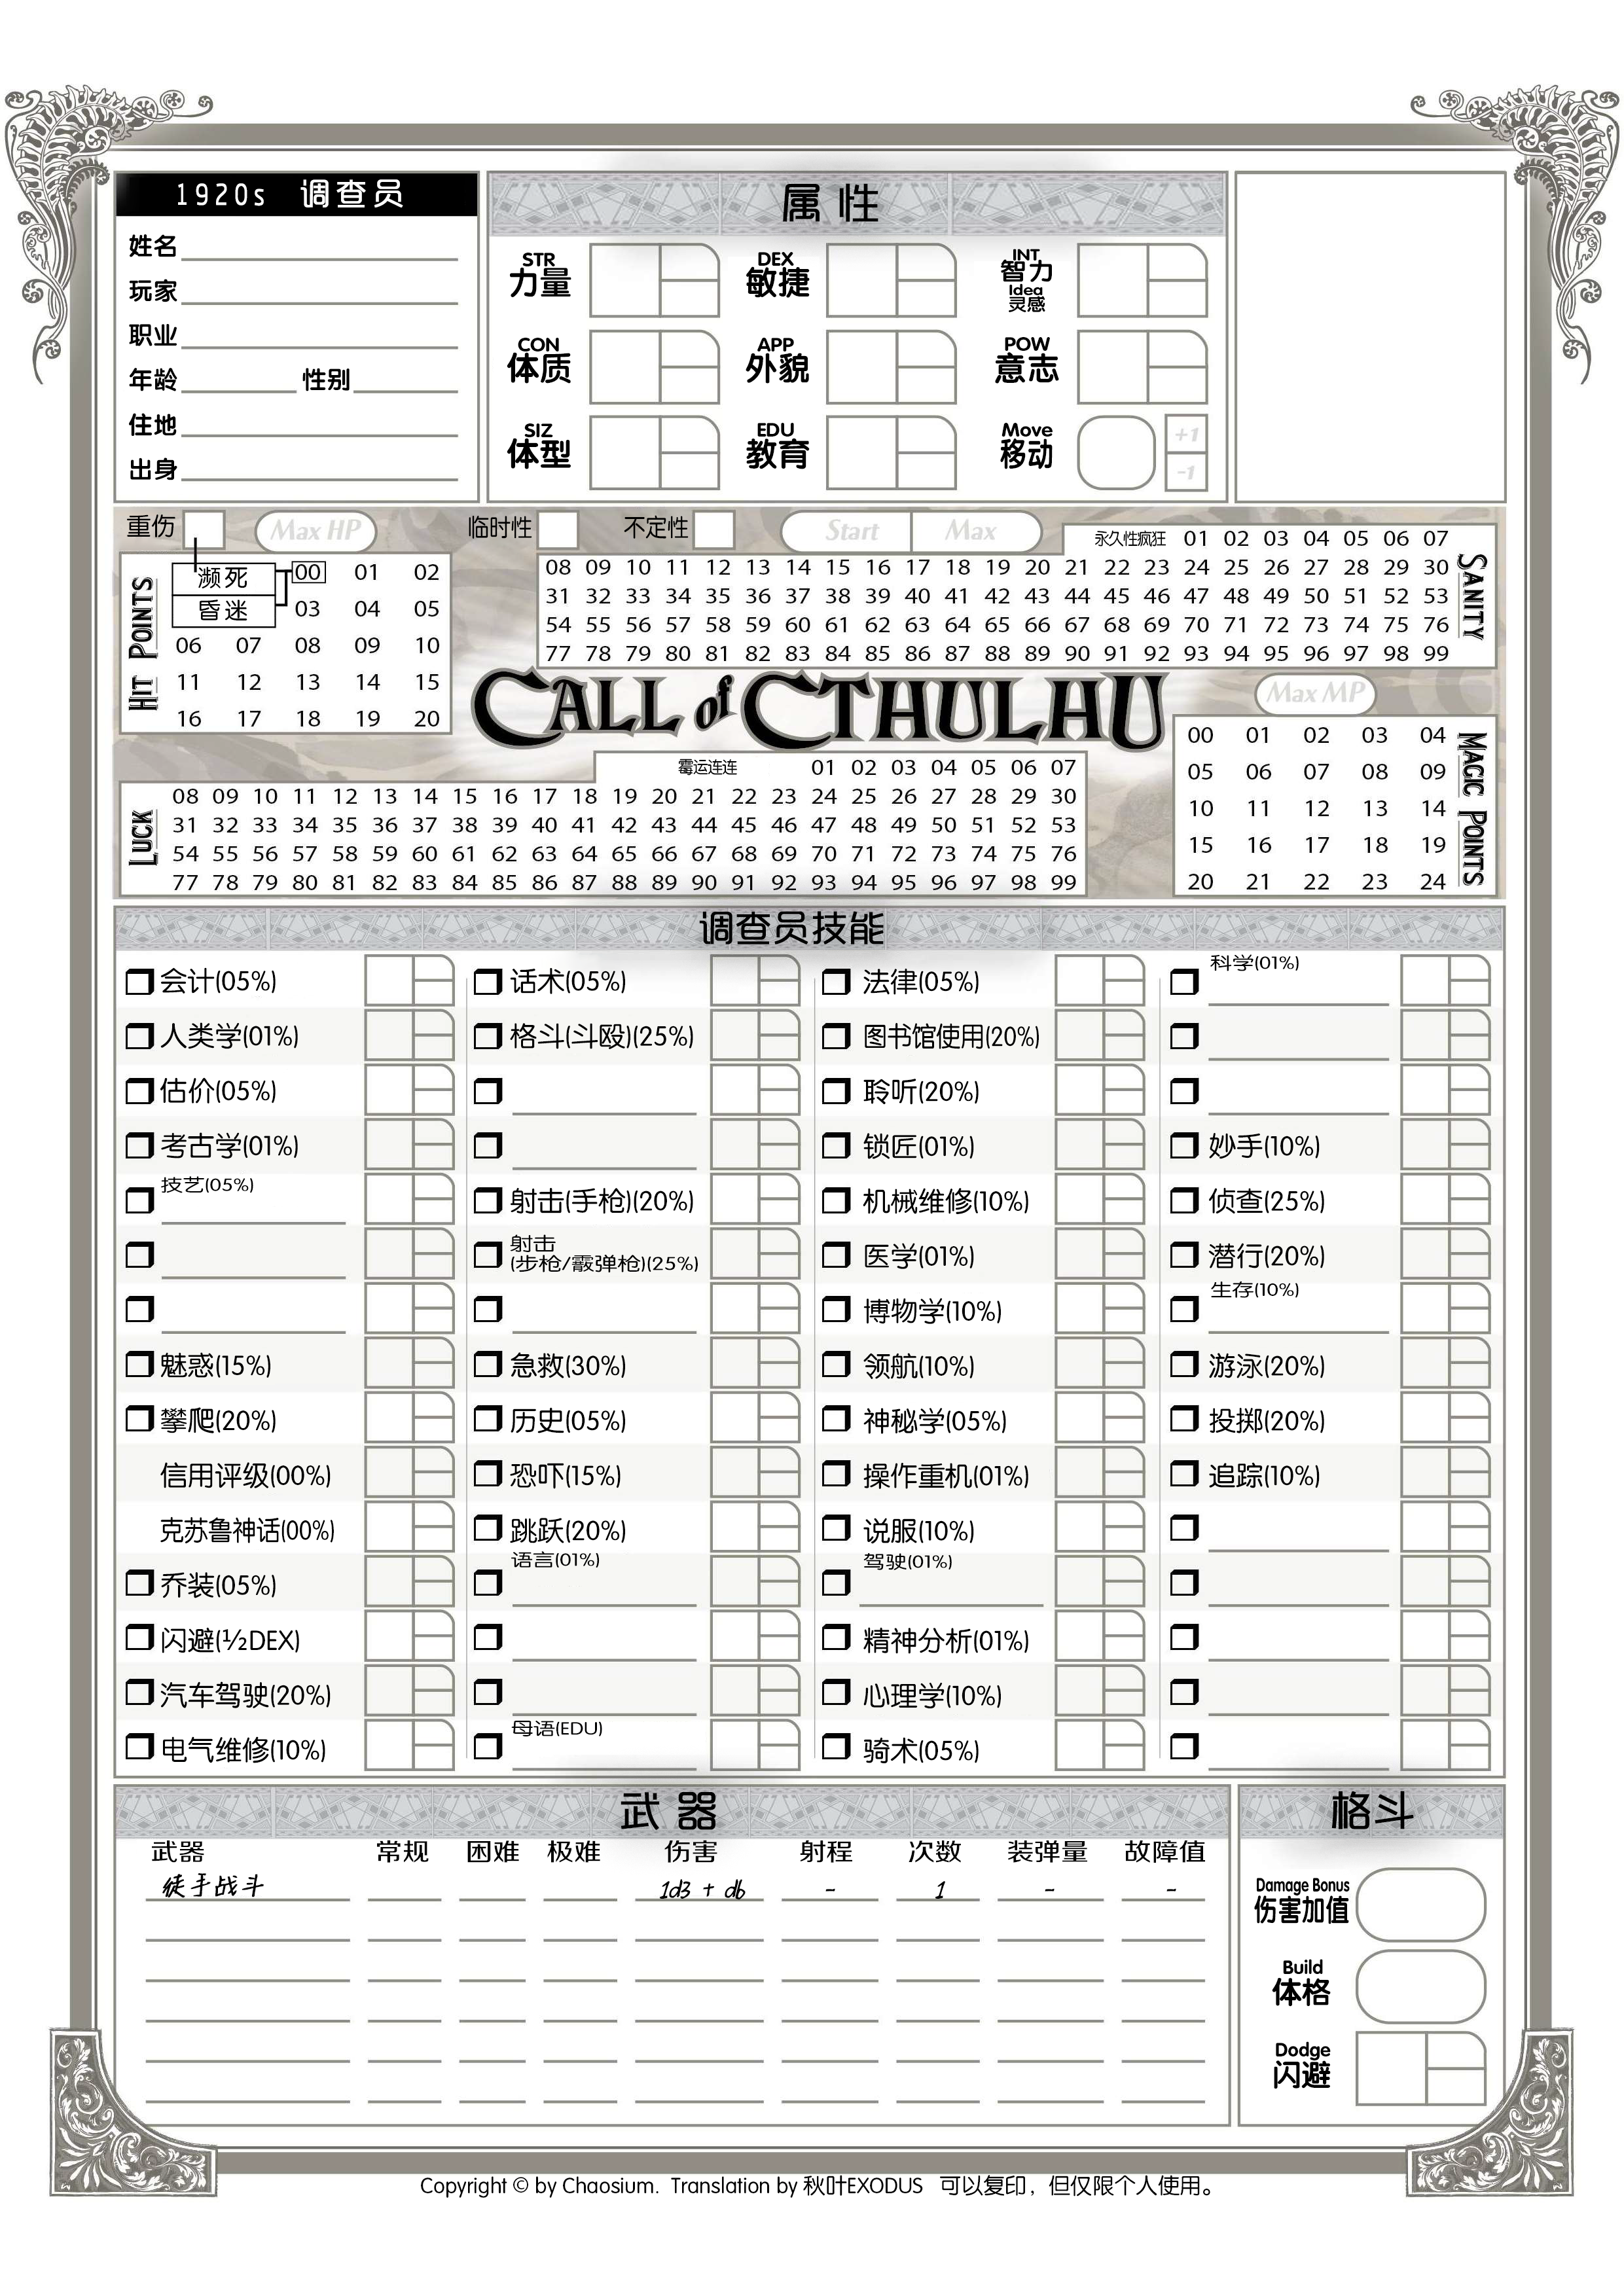 1920s 调查员
姓名
玩家
职业
年龄 性别
住地
出身
属 性
STR
力量
DEX
敏捷
INT
智力
Idea
灵感
CON
体质
APP
外貌
POW
意志
SIZ
体型
EDU
教育
Move
移动
+1
-1
重伤
Max HP
HIT POINTS
濒死
昏迷
00 01 02
03 04 05
06 07 08 09 10
11 12 13 14 15
16 17 18 19 20
临时性 不定性
Start Max
永久性疯狂 01 02 03 04 05 06 07
08 09 10 11 12 13 14 15 16 17 18 19 20 21 22 23 24 25 26 27 28 29 30
31 32 33 34 35 36 37 38 39 40 41 42 43 44 45 46 47 48 49 50 51 52 53
54 55 56 57 58 59 60 61 62 63 64 65 66 67 68 69 70 71 72 73 74 75 76
77 78 79 80 81 82 83 84 85 86 87 88 89 90 91 92 93 94 95 96 97 98 99
SANITY
CALL of CTHULHU
Max MP
00 01 02 03 04
05 06 07 08 09
10 11 12 13 14
15 16 17 18 19
20 21 22 23 24
MAGIC POINTS
LUCK
霉运连连 01 02 03 04 05 06 07
08 09 10 11 12 13 14 15 16 17 18 19 20 21 22 23 24 25 26 27 28 29 30
31 32 33 34 35 36 37 38 39 40 41 42 43 44 45 46 47 48 49 50 51 52 53
54 55 56 57 58 59 60 61 62 63 64 65 66 67 68 69 70 71 72 73 74 75 76
77 78 79 80 81 82 83 84 85 86 87 88 89 90 91 92 93 94 95 96 97 98 99
调查员技能
会计(05%)
人类学(01%)
估价(05%)
考古学(01%)
技艺(05%)
魅惑(15%)
攀爬(20%)
信用评级(00%)
克苏鲁神话(00%)
乔装(05%)
闪避(½DEX)
汽车驾驶(20%)
电气维修(10%)
话术(05%)
格斗(斗殴)(25%)
射击(手枪)(20%)
射击
(步枪/霰弹枪)(25%)
急救(30%)
历史(05%)
恐吓(15%)
跳跃(20%)
语言(01%)
母语(EDU)
法律(05%)
图书馆使用(20%)
聆听(20%)
锁匠(01%)
机械维修(10%)
医学(01%)
博物学(10%)
领航(10%)
神秘学(05%)
操作重机(01%)
说服(10%)
驾驶(01%)
精神分析(01%)
心理学(10%)
骑术(05%)
科学(01%)
妙手(10%)
侦查(25%)
潜行(20%)
生存(10%)
游泳(20%)
投掷(20%)
追踪(10%)
武 器
武器 常规 困难 极难 伤害 射程 次数 装弹量 故障值
徒手战斗 1d3 + db - 1 - -
格斗
Damage Bonus
伤害加值
Build
体格
Dodge
闪避
Copyright © by Chaosium. Translation by 秋叶EXODUS 可以复印，但仅限个人使用。